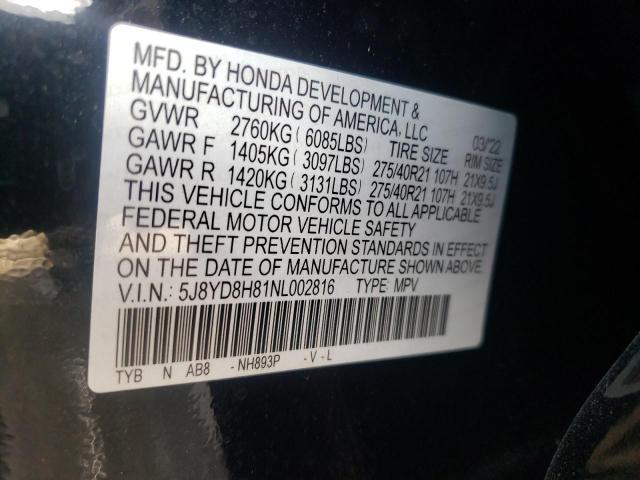 MFD. BY HONDA DEVELOPMENT &
MANUFACTURING OF AMERICA, LLC 03/22
GVWR 2760KG (6085LBS) TIRE SIZE RIM SIZE
GAWR F 1405KG (3097LBS) 275/40R21 107H 21X9.5J
GAWR R 1420KG (3131LBS) 275/40R21 107H 21X9.5J
THIS VEHICLE CONFORMS TO ALL APPLICABLE
FEDERAL MOTOR VEHICLE SAFETY
AND THEFT PREVENTION STANDARDS IN EFFECT
ON THE DATE OF MANUFACTURE SHOWN ABOVE.
V.I.N.: 5J8YD8H81NL002816 TYPE: MPV
TYB N AB8 -NH893P -V-L